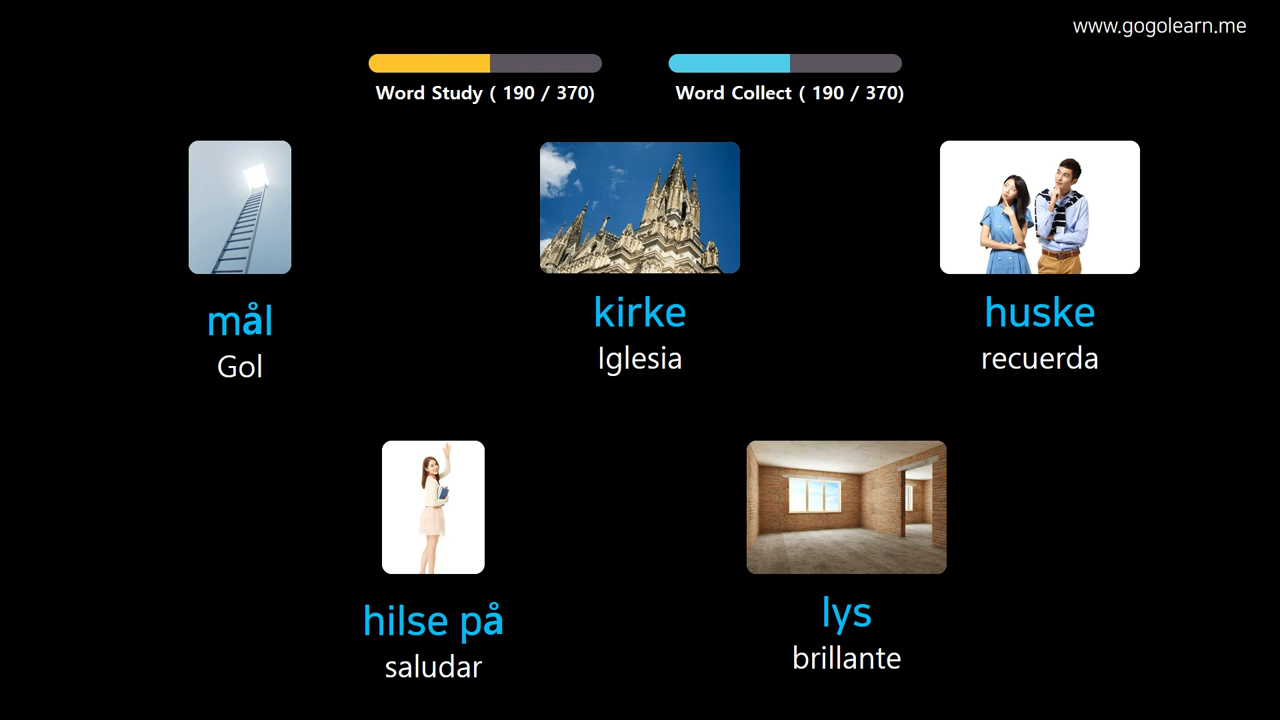 www.gogolearn.me
Word Study ( 190 / 370)
Word Collect ( 190 / 370)
mål
Gol
kirke
Iglesia
huske
recuerda
hilse på
saludar
lys
brillante